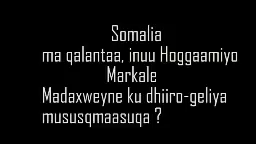 Somalia
ma qalantaa, inuu Hoggaamiyo
Markale
Madaxweyne ku dhiiro-geliya
mususqmaasuqa ?